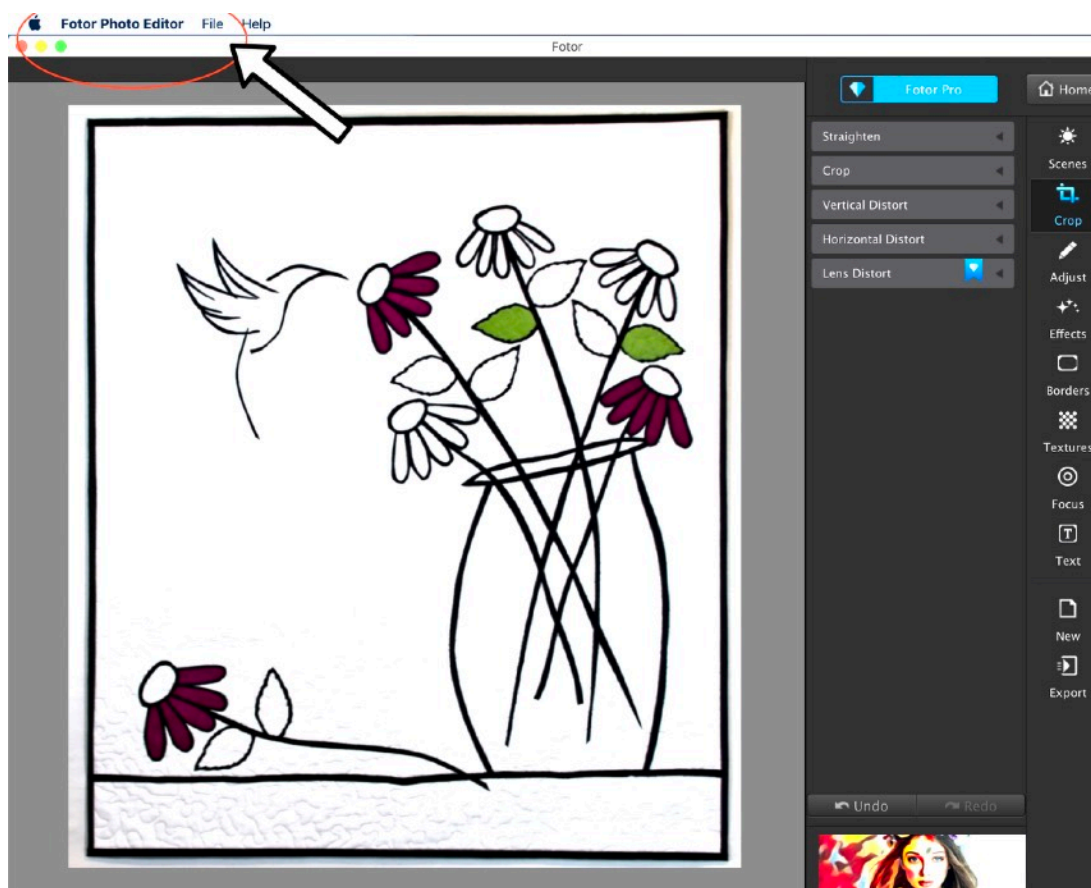 Fotor Photo Editor File Help
Fotor
Fotor Pro
Home
Straighten
Crop
Vertical Distort
Horizontal Distort
Lens Distort
Scenes
Crop
Adjust
Effects
Borders
Textures
Focus
T
Text
New
Export
Undo Redo